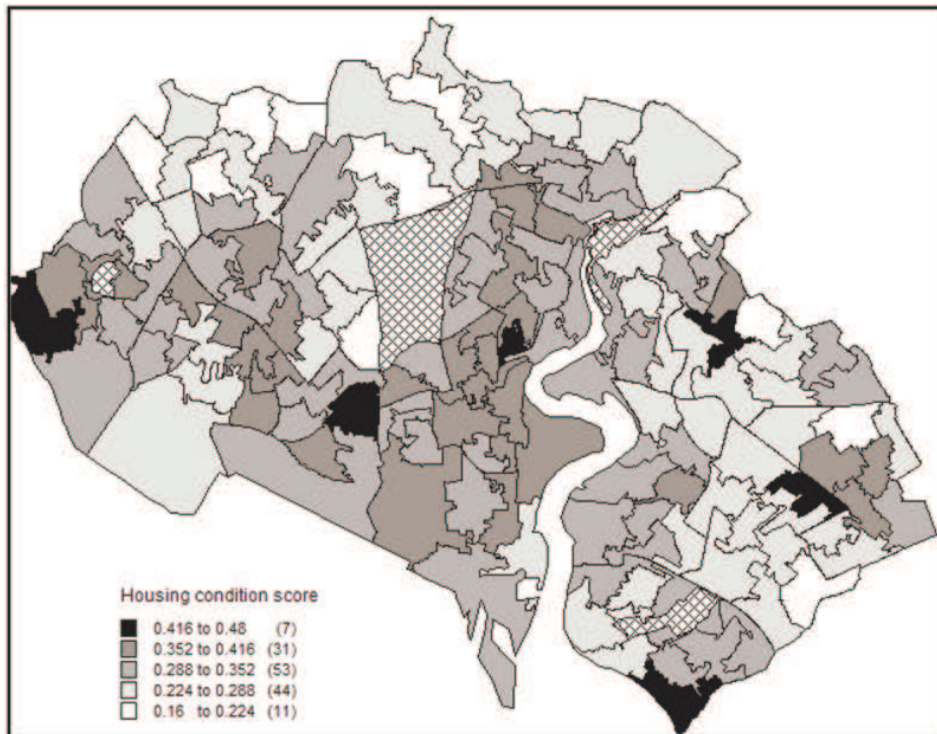 Housing condition score
0.416 to 0.48 (7)
0.352 to 0.416 (31)
0.288 to 0.352 (53)
0.224 to 0.288 (44)
0.16 to 0.224 (11)